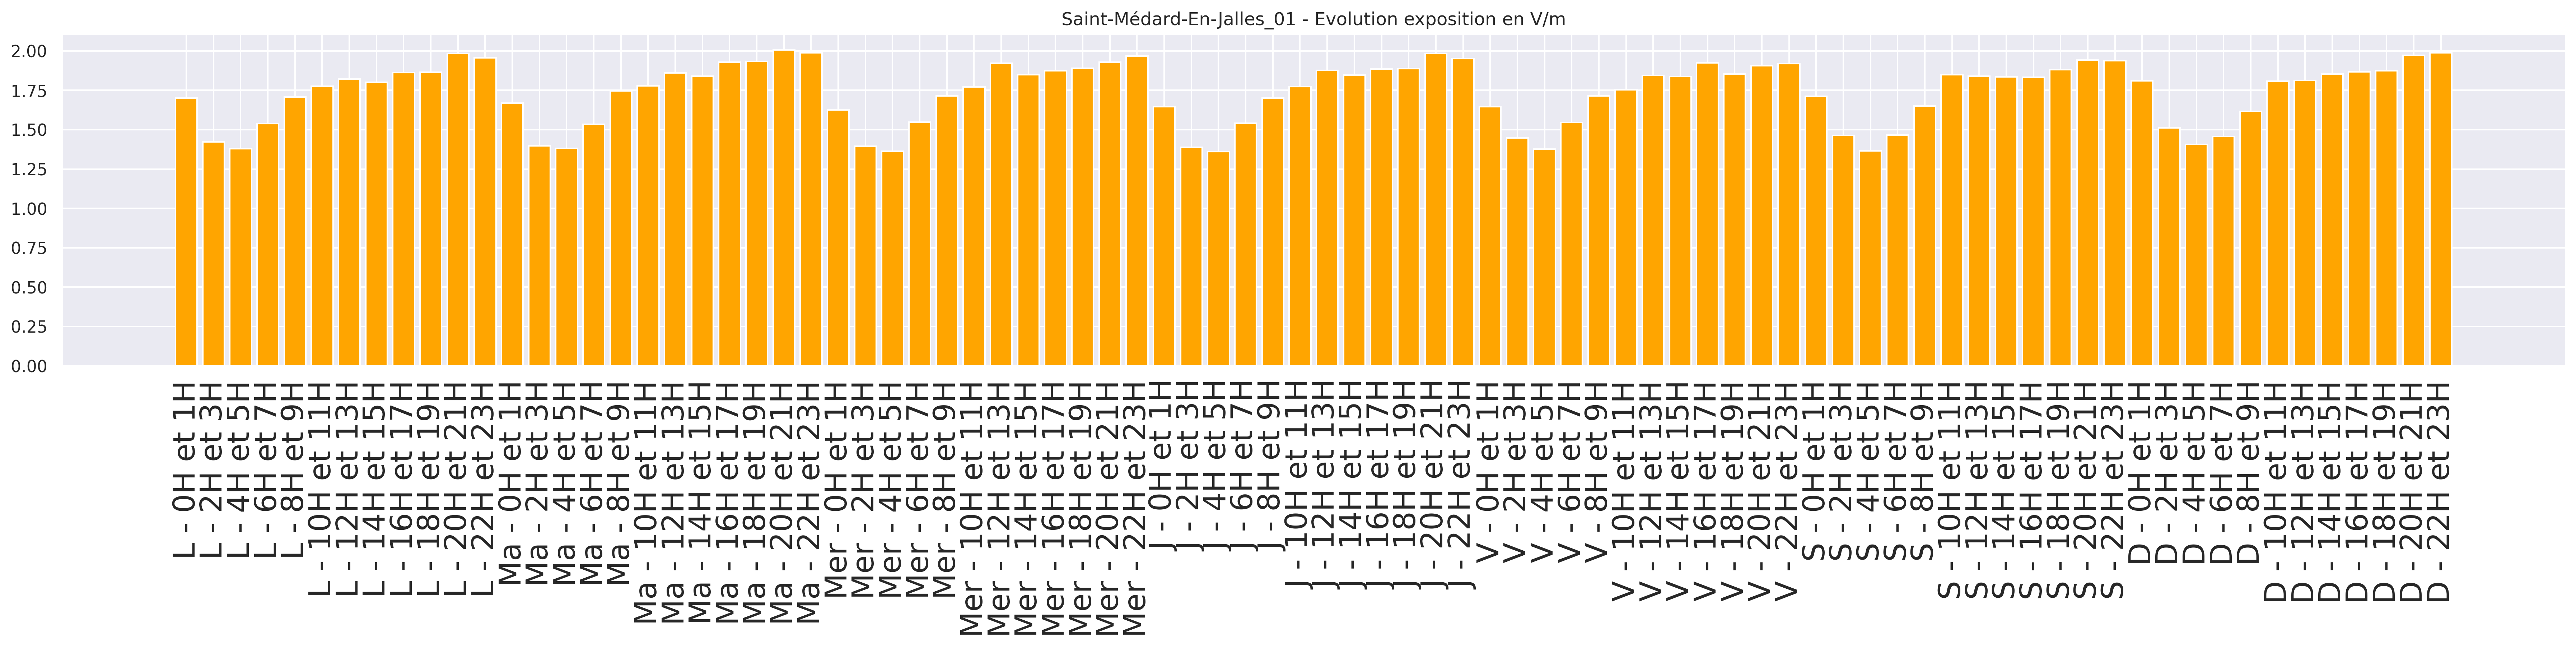 Saint-Médard-En-Jalles_01 - Evolution exposition en V/m
2.00
1.75
1.50
1.25
1.00
0.75
0.50
0.25
0.00
L - 0H et 1H
L - 2H et 3H
L - 4H et 5H
L - 6H et 7H
L - 8H et 9H
L - 10H et 11H
L - 12H et 13H
L - 14H et 15H
L - 16H et 17H
L - 18H et 19H
L - 20H et 21H
L - 22H et 23H
Ma - 0H et 1H
Ma - 2H et 3H
Ma - 4H et 5H
Ma - 6H et 7H
Ma - 8H et 9H
Ma - 10H et 11H
Ma - 12H et 13H
Ma - 14H et 15H
Ma - 16H et 17H
Ma - 18H et 19H
Ma - 20H et 21H
Ma - 22H et 23H
Mer - 0H et 1H
Mer - 2H et 3H
Mer - 4H et 5H
Mer - 6H et 7H
Mer - 8H et 9H
Mer - 10H et 11H
Mer - 12H et 13H
Mer - 14H et 15H
Mer - 16H et 17H
Mer - 18H et 19H
Mer - 20H et 21H
Mer - 22H et 23H
J - 0H et 1H
J - 2H et 3H
J - 4H et 5H
J - 6H et 7H
J - 8H et 9H
J - 10H et 11H
J - 12H et 13H
J - 14H et 15H
J - 16H et 17H
J - 18H et 19H
J - 20H et 21H
J - 22H et 23H
V - 0H et 1H
V - 2H et 3H
V - 4H et 5H
V - 6H et 7H
V - 8H et 9H
V - 10H et 11H
V - 12H et 13H
V - 14H et 15H
V - 16H et 17H
V - 18H et 19H
V - 20H et 21H
V - 22H et 23H
S - 0H et 1H
S - 2H et 3H
S - 4H et 5H
S - 6H et 7H
S - 8H et 9H
S - 10H et 11H
S - 12H et 13H
S - 14H et 15H
S - 16H et 17H
S - 18H et 19H
S - 20H et 21H
S - 22H et 23H
D - 0H et 1H
D - 2H et 3H
D - 4H et 5H
D - 6H et 7H
D - 8H et 9H
D - 10H et 11H
D - 12H et 13H
D - 14H et 15H
D - 16H et 17H
D - 18H et 19H
D - 20H et 21H
D - 22H et 23H